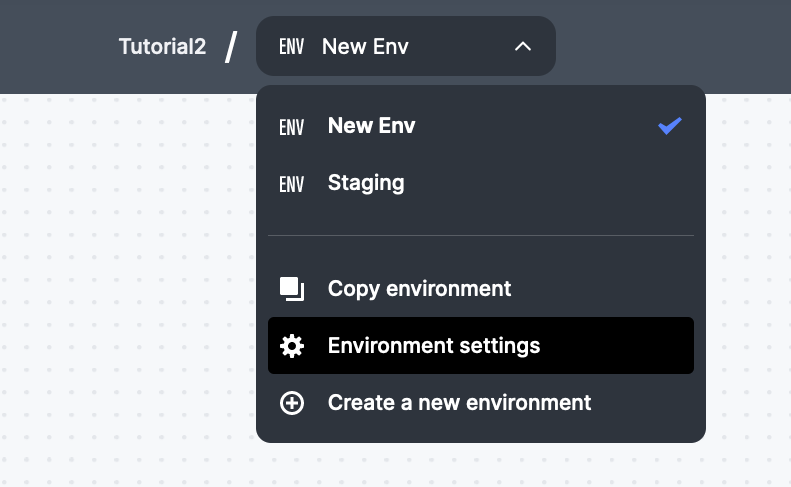 Tutorial2 / ENV New Env
ENV New Env
ENV Staging
Copy environment
Environment settings
Create a new environment